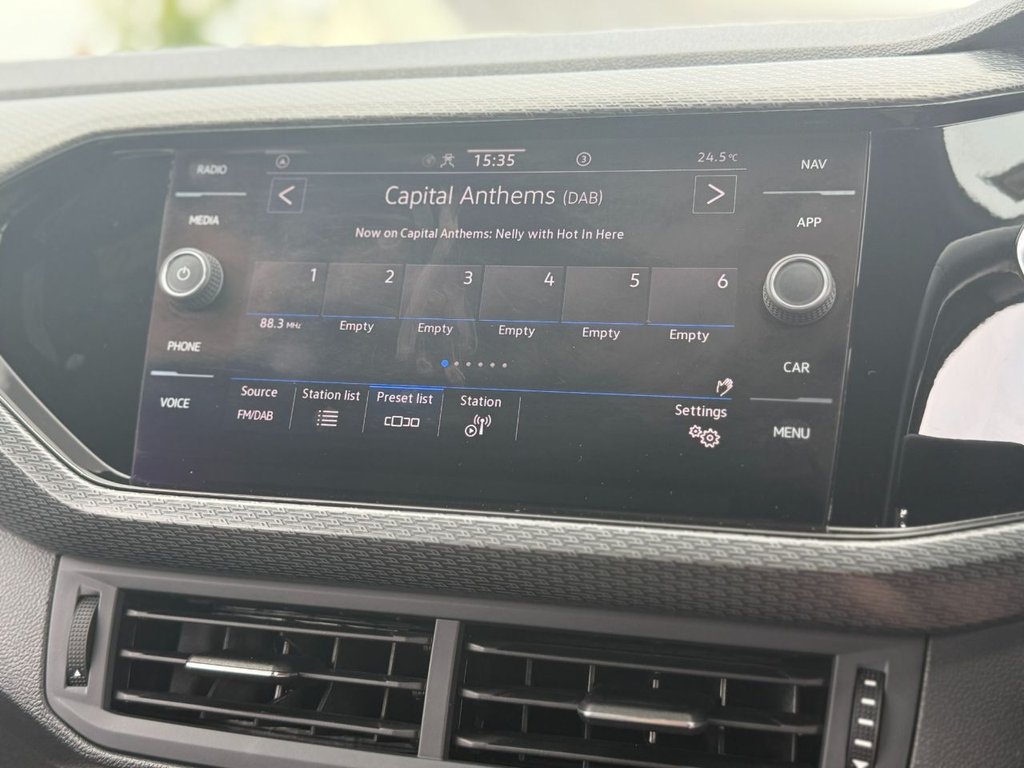 RADIO
15:35
3
24.5°C
NAV
MEDIA
Capital Anthems (DAB)
APP
Now on Capital Anthems: Nelly with Hot In Here
1 2 3 4 5 6
88.3 MHz Empty Empty Empty Empty Empty
PHONE
CAR
VOICE
Source Station list Preset list Station Settings
FM/DAB
MENU